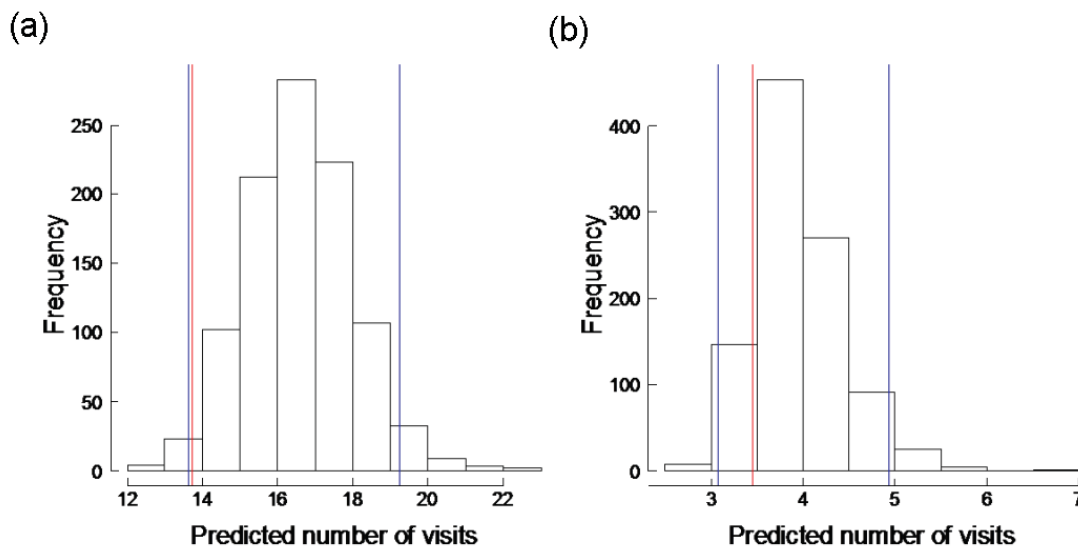 (a)
(b)
Frequency
250
200
150
100
50
0
12 14 16 18 20 22
Predicted number of visits
Frequency
400
300
200
100
0
3 4 5 6 7
Predicted number of visits